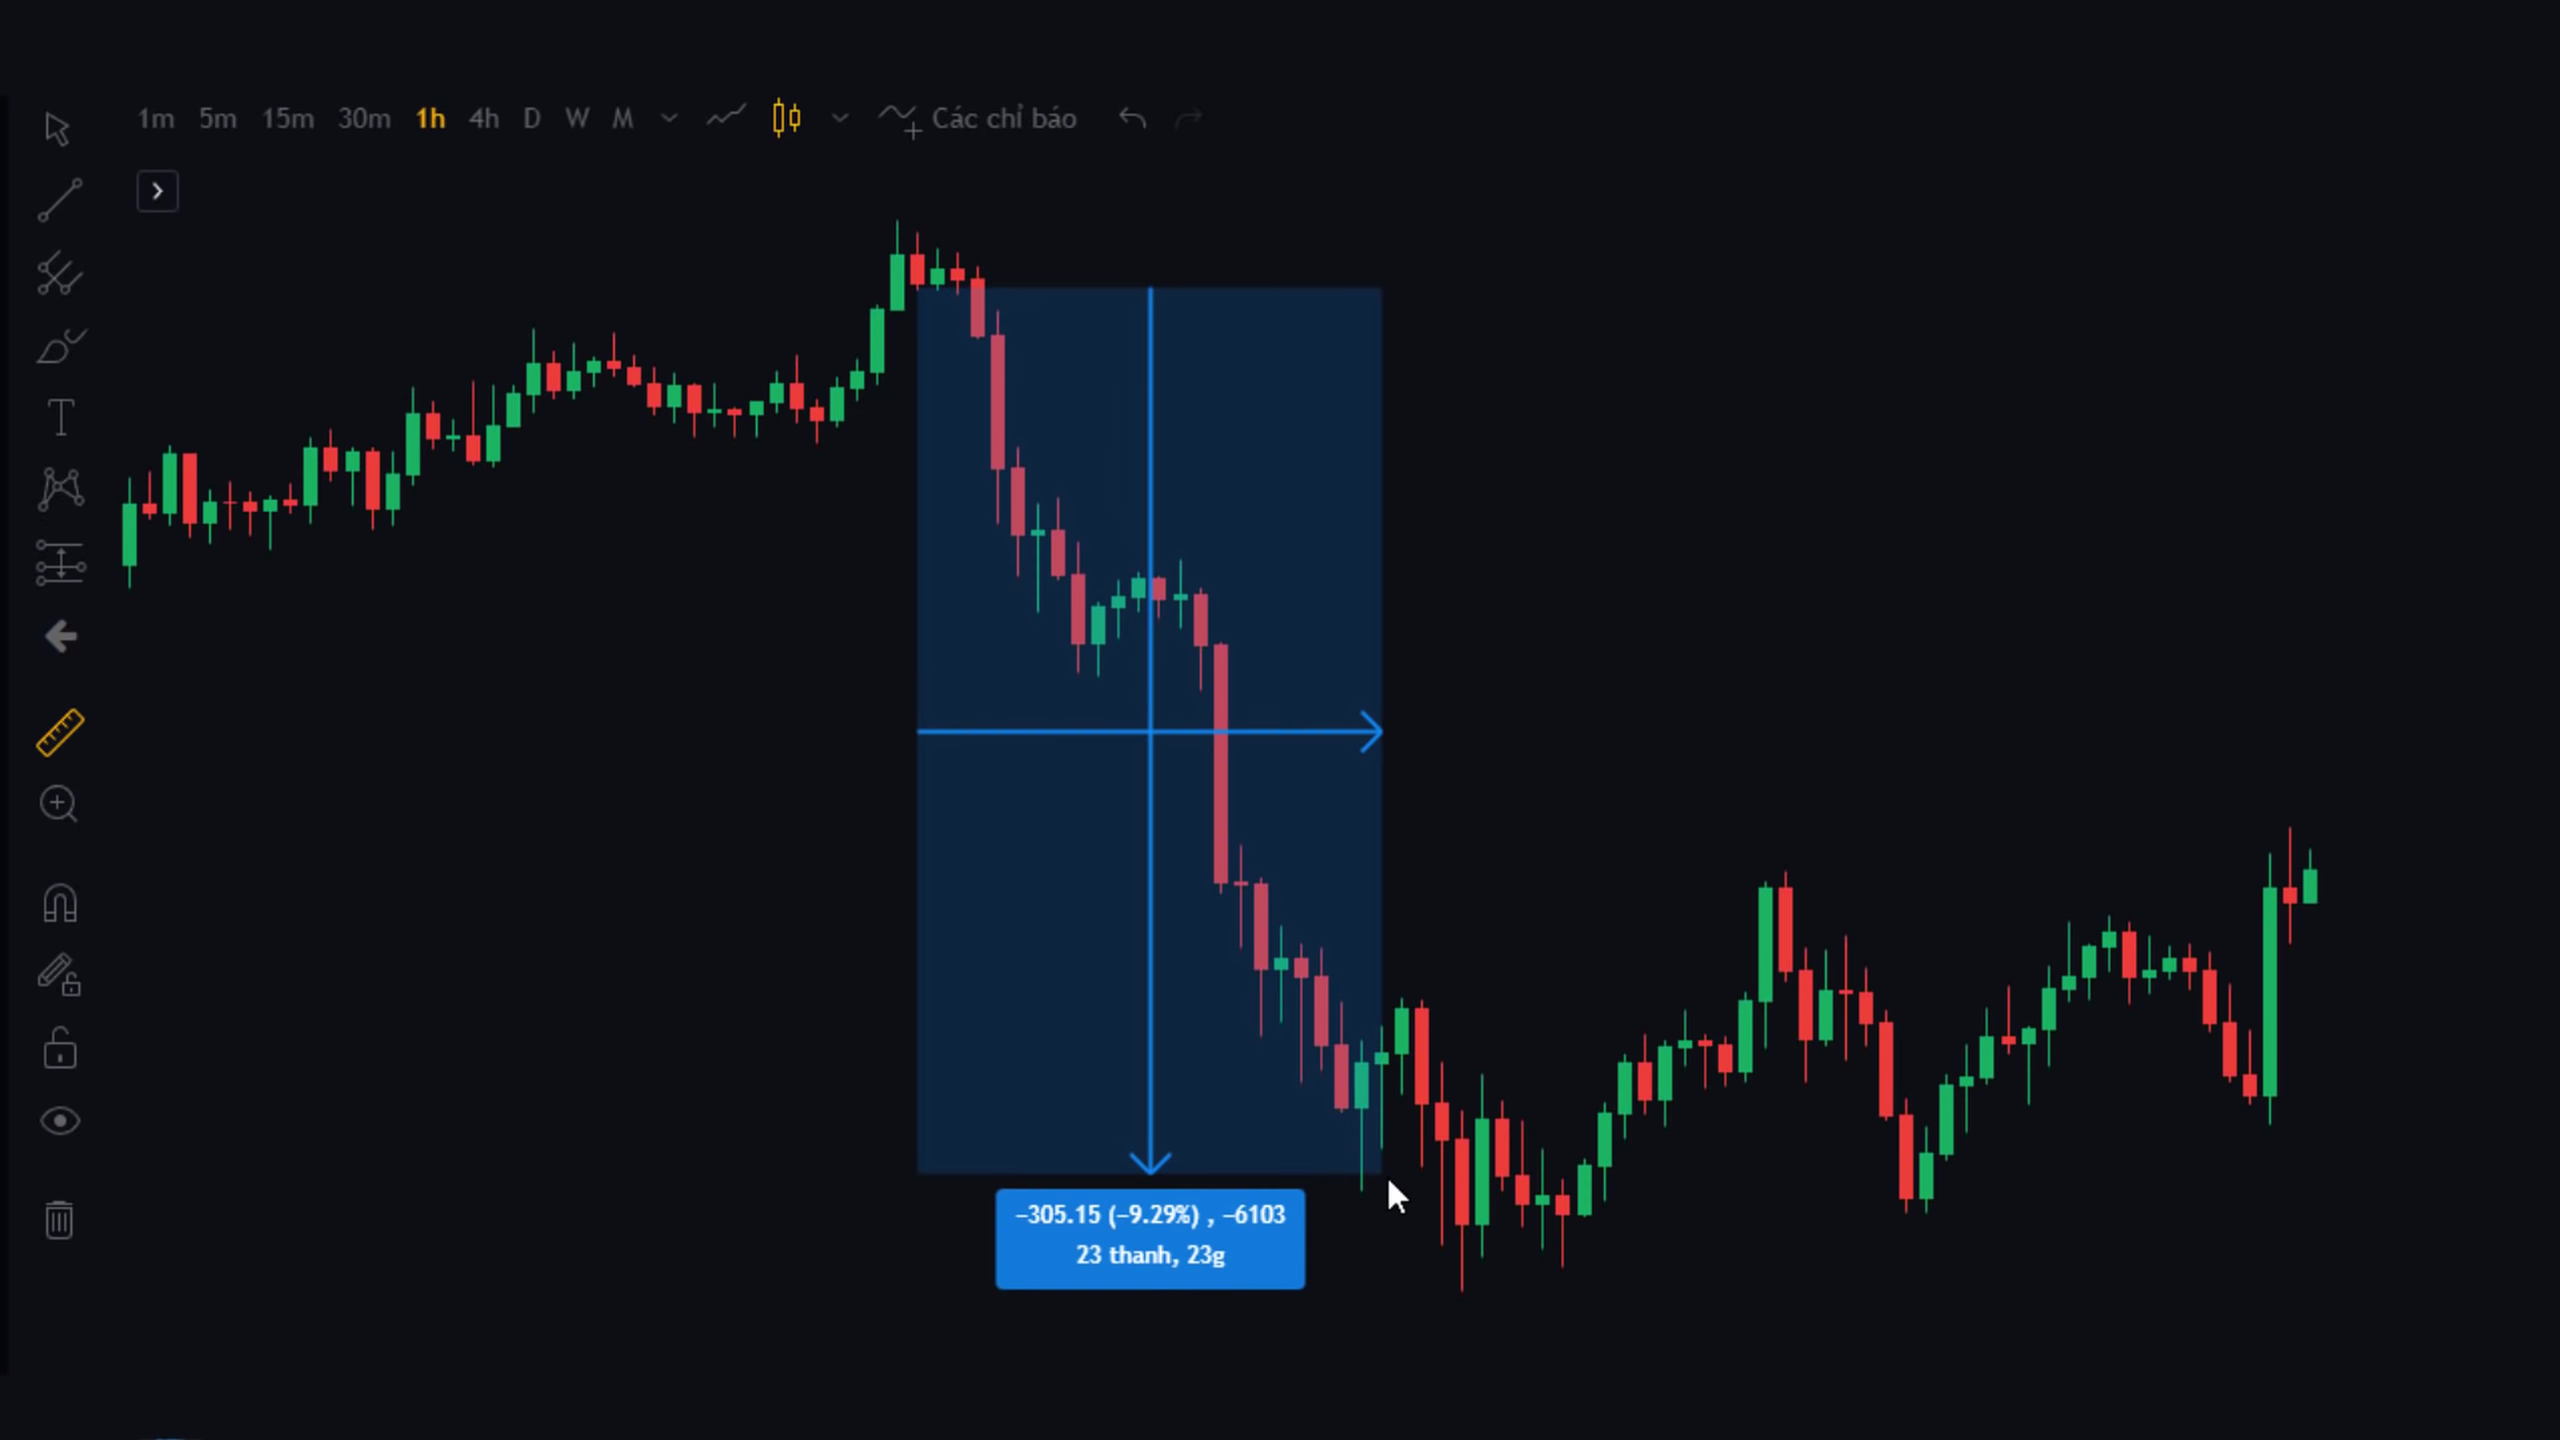 1m 5m 15m 30m 1h 4h D W M Các chỉ báo
–305.15 (–9.29%) , –6103
23 thanh, 23g